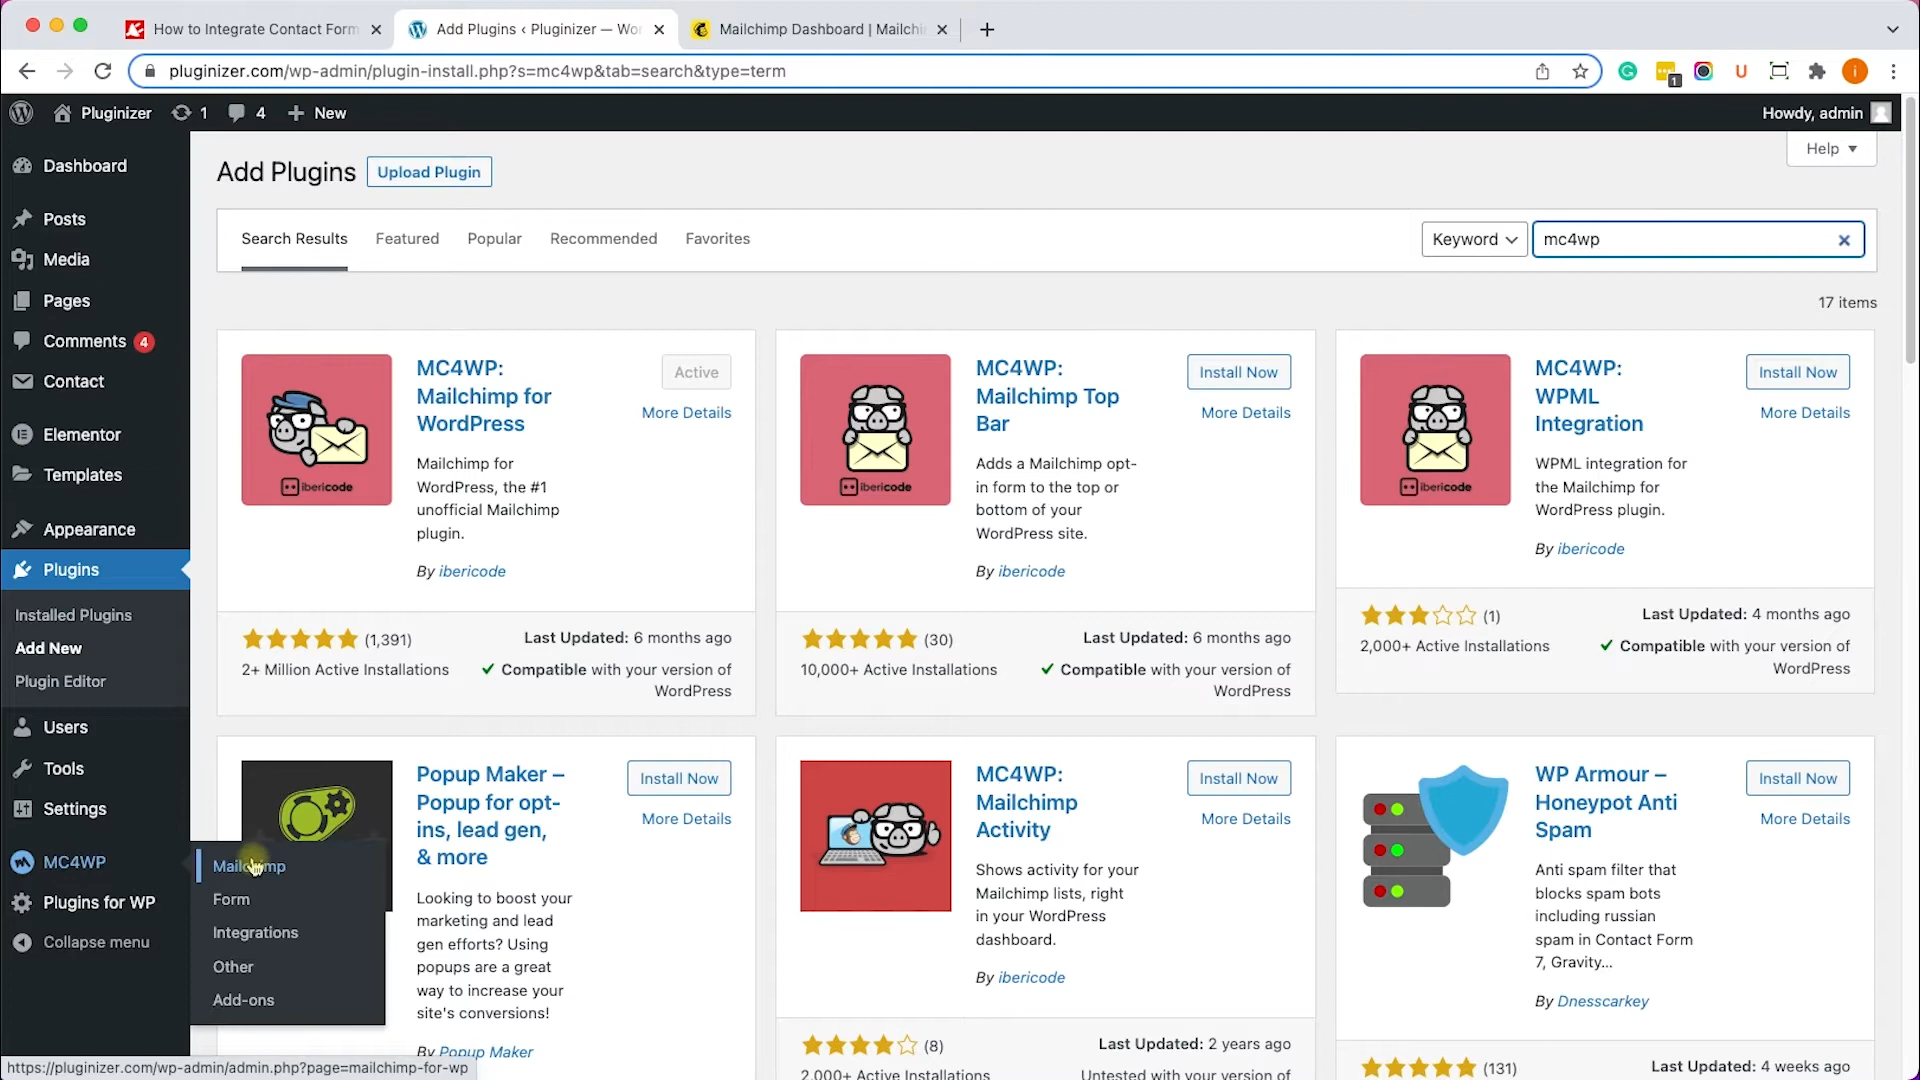 How to Integrate Contact Form
Add Plugins ‹ Pluginizer — Wor
Mailchimp Dashboard | Mailchi
pluginizer.com/wp-admin/plugin-install.php?s=mc4wp&tab=search&type=term
1
U
i
Pluginizer
1
4
New
Howdy, admin
Dashboard
Posts
Media
Pages
Comments 4
Contact
Elementor
Templates
Appearance
Plugins
Installed Plugins
Add New
Plugin Editor
Users
Tools
Settings
MC4WP
Plugins for WP
Collapse menu
Mailchimp
Form
Integrations
Other
Add-ons
Help
Add Plugins
Upload Plugin
Search Results
Featured
Popular
Recommended
Favorites
Keyword
mc4wp
17 items
ibericode
MC4WP:
Mailchimp for
WordPress
Active
More Details
Mailchimp for
WordPress, the #1
unofficial Mailchimp
plugin.
By ibericode
(1,391)
2+ Million Active Installations
Last Updated: 6 months ago
Compatible with your version of
WordPress
ibericode
MC4WP:
Mailchimp Top
Bar
Install Now
More Details
Adds a Mailchimp opt-
in form to the top or
bottom of your
WordPress site.
By ibericode
(30)
10,000+ Active Installations
Last Updated: 6 months ago
Compatible with your version of
WordPress
ibericode
MC4WP:
WPML
Integration
Install Now
More Details
WPML integration for
the Mailchimp for
WordPress plugin.
By ibericode
(1)
2,000+ Active Installations
Last Updated: 4 months ago
Compatible with your version of
WordPress
Popup Maker –
Popup for opt-
ins, lead gen,
& more
Install Now
More Details
Looking to boost your
marketing and lead
gen efforts? Using
popups are a great
way to increase your
site's conversions!
By Popup Maker
MC4WP:
Mailchimp
Activity
Install Now
More Details
Shows activity for your
Mailchimp lists, right
in your WordPress
dashboard.
By ibericode
(8)
2,000+ Active Installations
Last Updated: 2 years ago
Untested with your version of
WP Armour –
Honeypot Anti
Spam
Install Now
More Details
Anti spam filter that
blocks spam bots
including russian
spam in Contact Form
7, Gravity...
By Dnesscarkey
(131)
Last Updated: 4 weeks ago
https://pluginizer.com/wp-admin/admin.php?page=mailchimp-for-wp